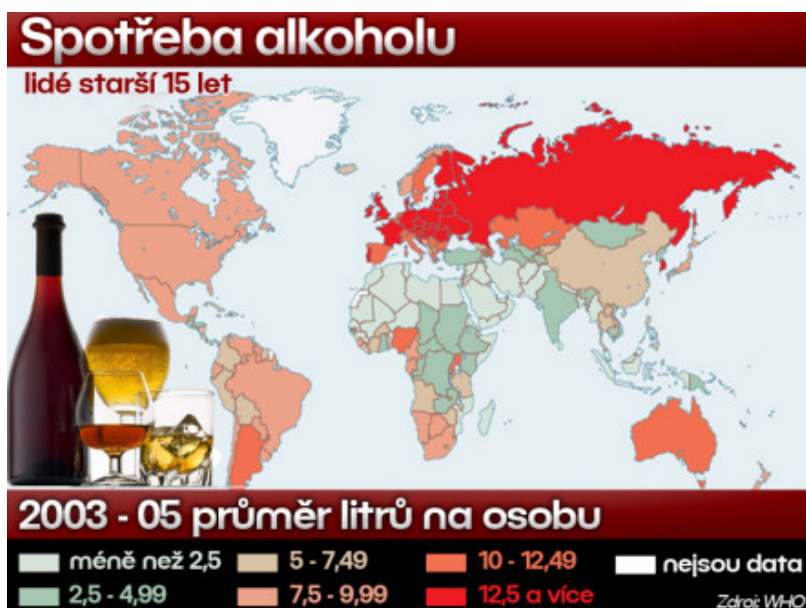 Spotřeba alkoholu
lidé starší 15 let
2003 - 05 průměr litrů na osobu
méně než 2,5
5 - 7,49
10 - 12,49
nejsou data
2,5 - 4,99
7,5 - 9,99
12,5 a více
Zdroj: WHO